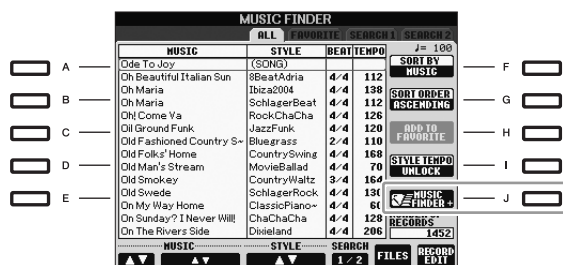 MUSIC FINDER
ALL FAVORITE SEARCH 1 SEARCH 2
MUSIC STYLE BEAT TEMPO
♩= 100
Ode To Joy (SONG)
Oh Beautiful Italian Sun 8BeatAdria 4/4 112
Oh Maria Ibiza2004 4/4 138
Oh Maria SchlagerBeat 4/4 112
Oh! Come Va RockChaCha 4/4 126
Oil Ground Funk JazzFunk 4/4 120
Old Fashioned Country S~ Bluegrass 2/4 110
Old Folks' Home CountrySwing 4/4 168
Old Man's Stream MovieBallad 4/4 70
Old Smokey CountryWaltz 3/4 164
Old Swede SchlagerRock 4/4 130
On My Way Home ClassicPiano~ 4/4
On Sunday? I Never Will! ChaChaCha 4/4 128
On The Rivers Side Dixieland 4/4 206
SORT BY
MUSIC
SORT ORDER
ASCENDING
ADD TO
FAVORITE
STYLE TEMPO
UNLOCK
MUSIC
FINDER +
RECORDS
1452
MUSIC STYLE SEARCH
1 / 2
FILES
RECORD
EDIT
A
B
C
D
E
F
G
H
I
J